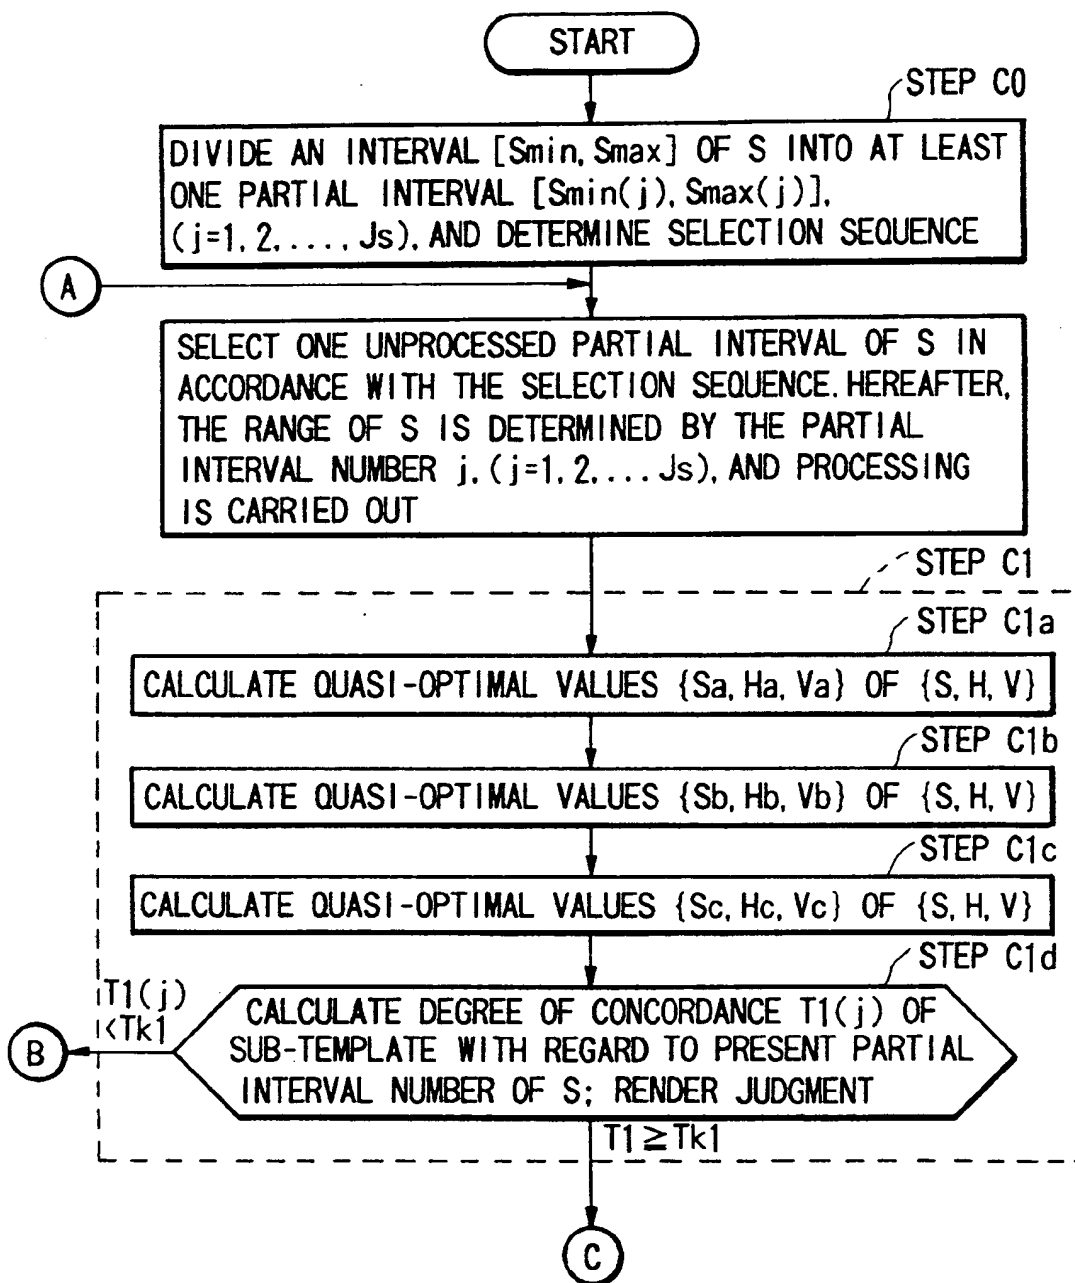 START
STEP C0
DIVIDE AN INTERVAL [Smin, Smax] OF S INTO AT LEAST
ONE PARTIAL INTERVAL [Smin(j), Smax(j)],
(j=1, 2, ..., Js), AND DETERMINE SELECTION SEQUENCE
A
SELECT ONE UNPROCESSED PARTIAL INTERVAL OF S IN
ACCORDANCE WITH THE SELECTION SEQUENCE. HEREAFTER,
THE RANGE OF S IS DETERMINED BY THE PARTIAL
INTERVAL NUMBER j, (j=1, 2, ... Js), AND PROCESSING
IS CARRIED OUT
STEP C1
STEP C1a
CALCULATE QUASI-OPTIMAL VALUES {Sa, Ha, Va} OF {S, H, V}
STEP C1b
CALCULATE QUASI-OPTIMAL VALUES {Sb, Hb, Vb} OF {S, H, V}
STEP C1c
CALCULATE QUASI-OPTIMAL VALUES {Sc, Hc, Vc} OF {S, H, V}
STEP C1d
T1(j)
<Tk1
B
CALCULATE DEGREE OF CONCORDANCE T1(j) OF
SUB-TEMPLATE WITH REGARD TO PRESENT PARTIAL
INTERVAL NUMBER OF S; RENDER JUDGMENT
T1≧Tk1
C